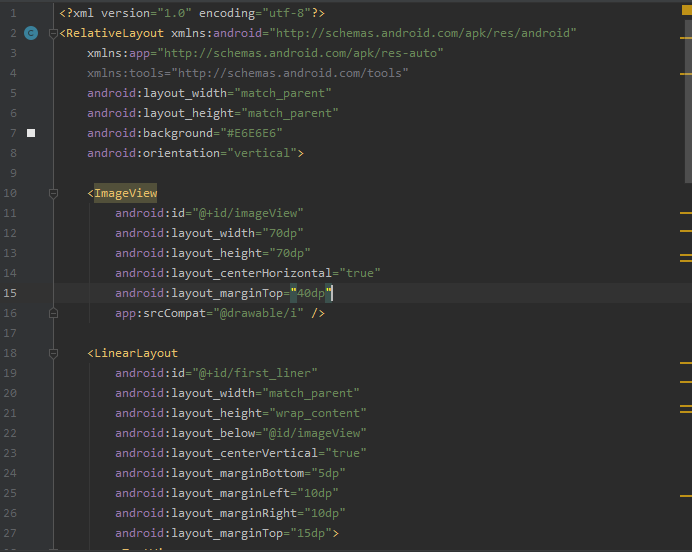 1 <?xml version="1.0" encoding="utf-8"?>
2 <RelativeLayout xmlns:android="http://schemas.android.com/apk/res/android"
3 xmlns:app="http://schemas.android.com/apk/res-auto"
4 xmlns:tools="http://schemas.android.com/tools"
5 android:layout_width="match_parent"
6 android:layout_height="match_parent"
7 android:background="#E6E6E6"
8 android:orientation="vertical">
9
10 <ImageView
11 android:id="@+id/imageView"
12 android:layout_width="70dp"
13 android:layout_height="70dp"
14 android:layout_centerHorizontal="true"
15 android:layout_marginTop="40dp"
16 app:srcCompat="@drawable/i" />
17
18 <LinearLayout
19 android:id="@+id/first_liner"
20 android:layout_width="match_parent"
21 android:layout_height="wrap_content"
22 android:layout_below="@id/imageView"
23 android:layout_centerVertical="true"
24 android:layout_marginBottom="5dp"
25 android:layout_marginLeft="10dp"
26 android:layout_marginRight="10dp"
27 android:layout_marginTop="15dp">